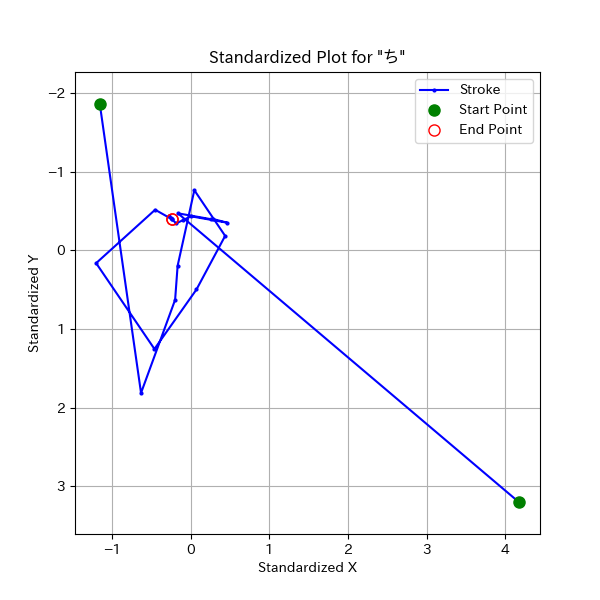 Standardized Plot for "ち"
Stroke
Start Point
End Point
−2
−1
0
1
2
3
Standardized Y
−1 0 1 2 3 4
Standardized X